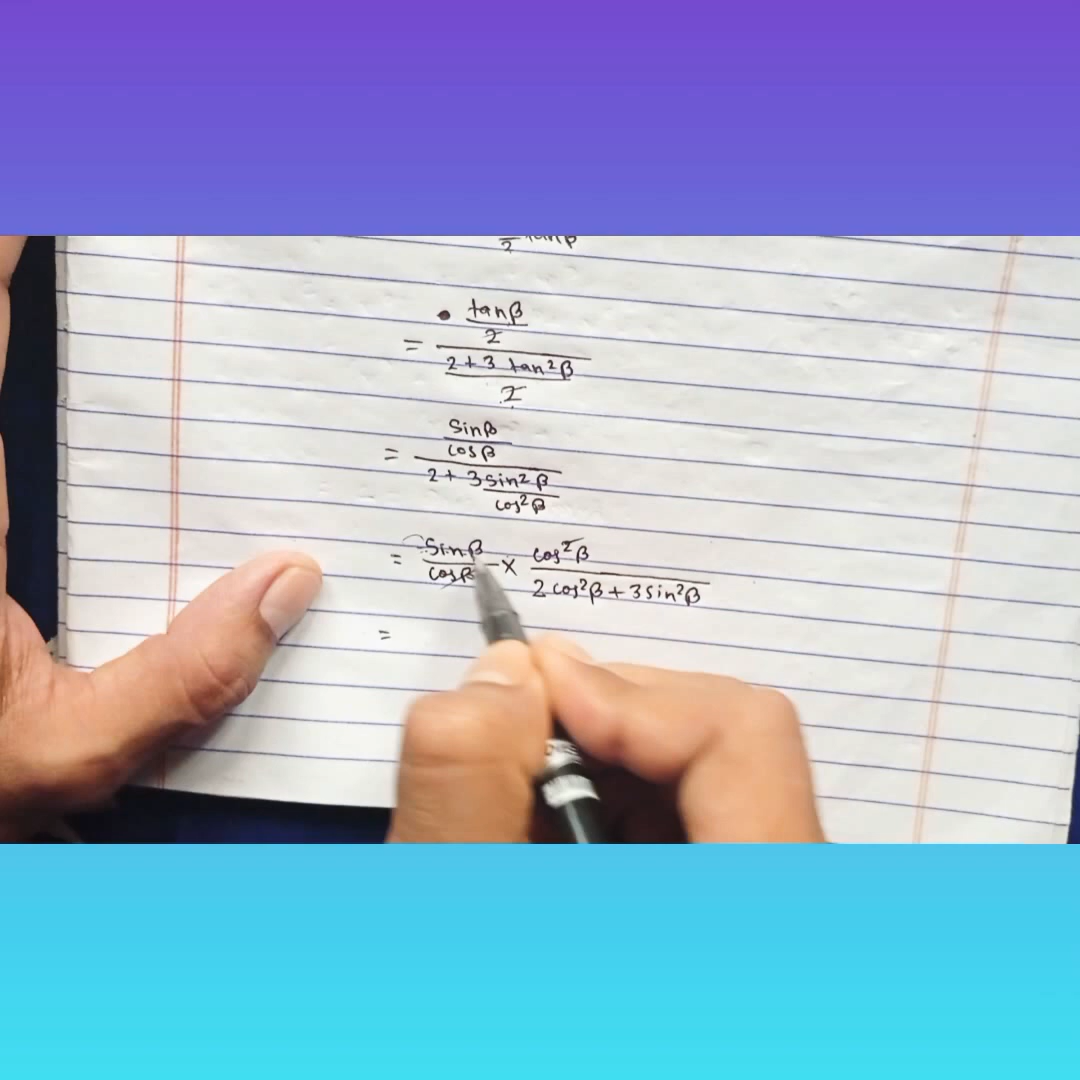 = tanβ/2 / (2+3 tan²β)/2
= sinβ/cosβ / 2+3 sin²β/cos²β
= sinβ/cosβ × cos²β / 2cos²β+3sin²β
=